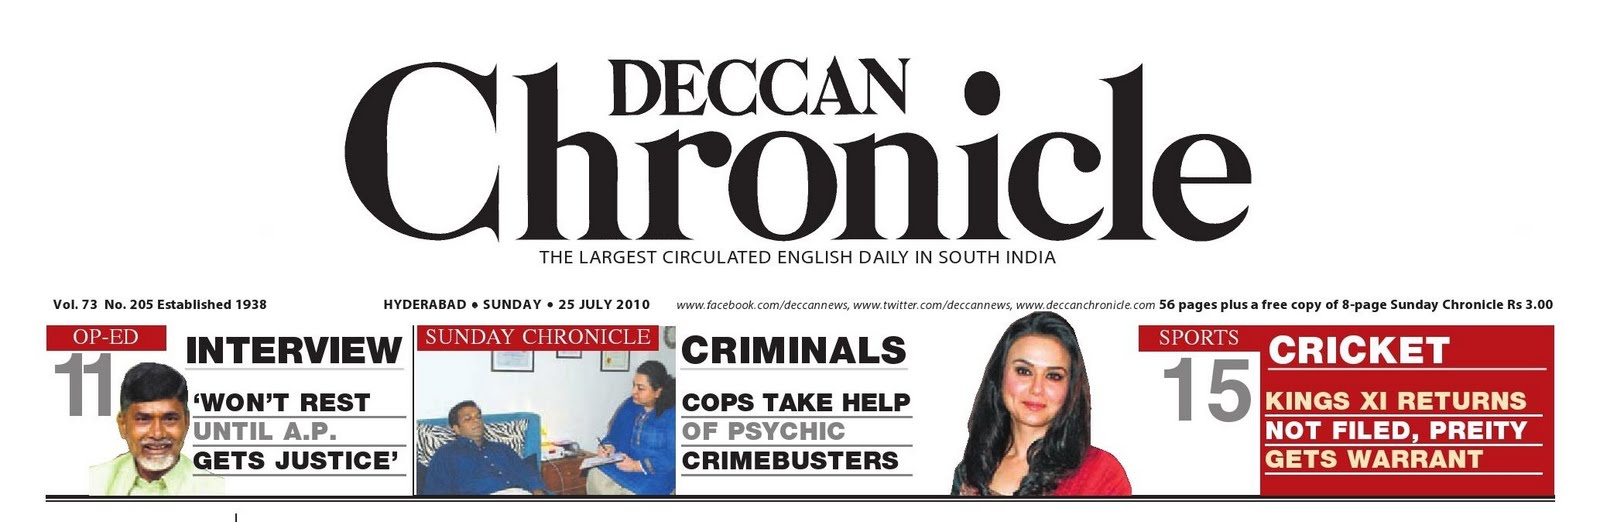 DECCAN
Chronicle
THE LARGEST CIRCULATED ENGLISH DAILY IN SOUTH INDIA
Vol. 73 No. 205 Established 1938 HYDERABAD ● SUNDAY ● 25 JULY 2010 www.facebook.com/deccannews, www.twitter.com/deccannews, www.deccanchronicle.com 56 pages plus a free copy of 8-page Sunday Chronicle Rs 3.00
OP-ED
11
INTERVIEW
‘WON’T REST
UNTIL A.P.
GETS JUSTICE’
SUNDAY CHRONICLE
CRIMINALS
COPS TAKE HELP
OF PSYCHIC
CRIMEBUSTERS
SPORTS
15
CRICKET
KINGS XI RETURNS
NOT FILED, PREITY
GETS WARRANT